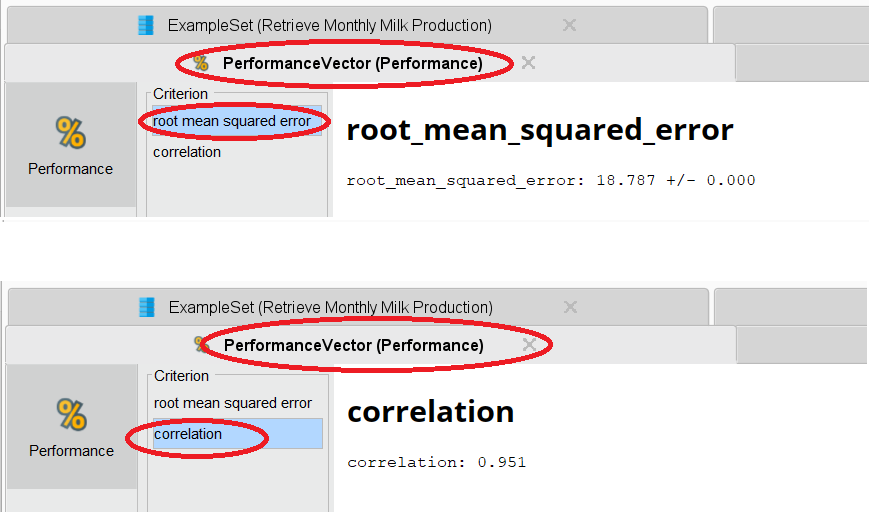 ExampleSet (Retrieve Monthly Milk Production)
% PerformanceVector (Performance)
Criterion
root mean squared error
correlation
%
Performance
root_mean_squared_error
root_mean_squared_error: 18.787 +/- 0.000
ExampleSet (Retrieve Monthly Milk Production)
% PerformanceVector (Performance)
Criterion
root mean squared error
correlation
%
Performance
correlation
correlation: 0.951